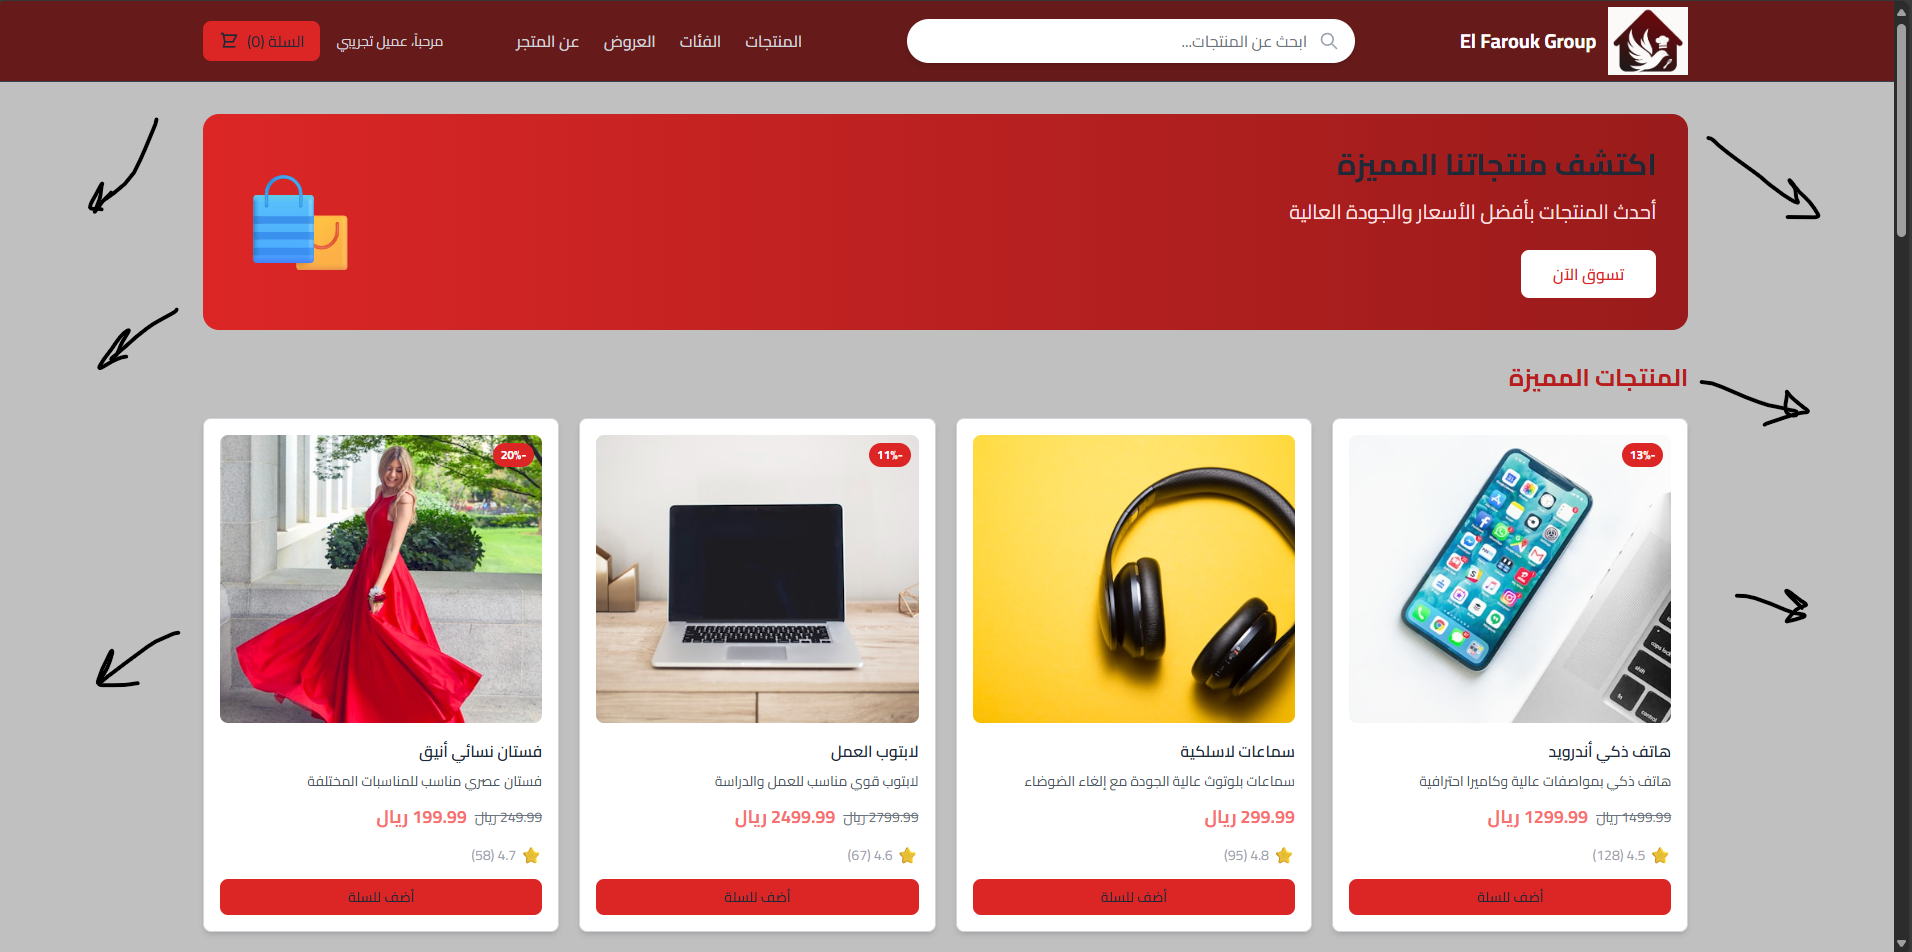 El Farouk Group
ابحث عن المنتجات...
المنتجات
الفئات
العروض
عن المتجر
مرحباً، عميل تجريبي
السلة (0)
اكتشف منتجاتنا المميزة
أحدث المنتجات بأفضل الأسعار والجودة العالية
تسوق الآن
المنتجات المميزة
-13%
هاتف ذكي أندرويد
هاتف ذكي بمواصفات عالية وكاميرا احترافية
1499.99 ريال 1299.99 ريال
4.5 (128)
أضف للسلة
سماعات لاسلكية
سماعات بلوتوث عالية الجودة مع إلغاء الضوضاء
299.99 ريال
4.8 (95)
أضف للسلة
-11%
لابتوب العمل
لابتوب قوي مناسب للعمل والدراسة
2799.99 ريال 2499.99 ريال
4.6 (67)
أضف للسلة
-20%
فستان نسائي أنيق
فستان عصري مناسب للمناسبات المختلفة
249.99 ريال 199.99 ريال
4.7 (58)
أضف للسلة